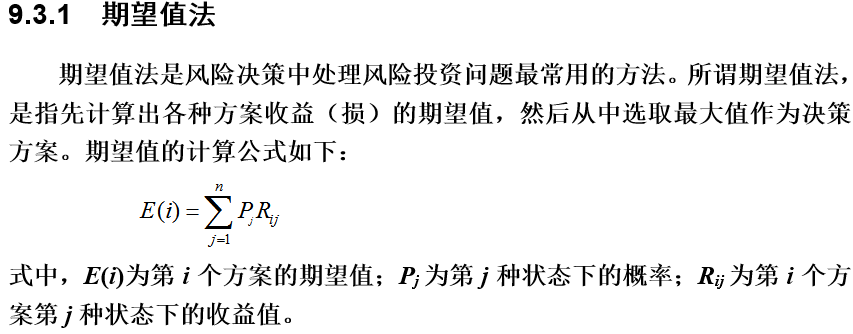 9.3.1 期望值法
期望值法是风险决策中处理风险投资问题最常用的方法。所谓期望值法，
是指先计算出各种方案收益（损）的期望值，然后从中选取最大值作为决策
方案。期望值的计算公式如下：
E(i) = ∑_{j=1}^{n} P_j R_{ij}
式中，E(i)为第 i 个方案的期望值；P_j 为第 j 种状态下的概率；R_{ij} 为第 i 个方
案第 j 种状态下的收益值。